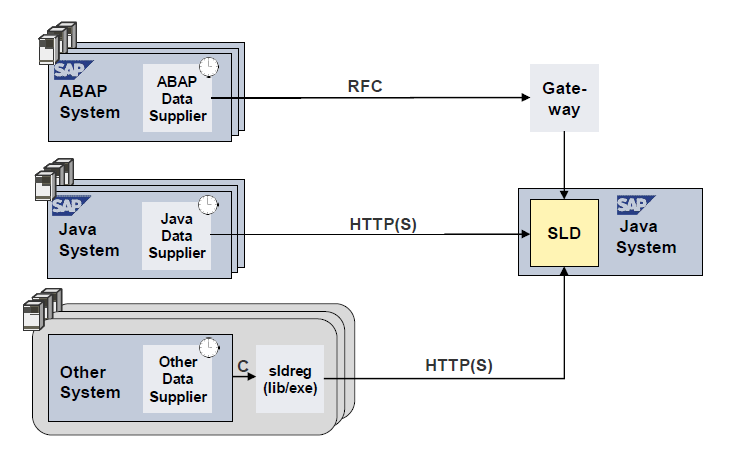 SAP
ABAP
System
ABAP
Data
Supplier
RFC
Gate-
way
SAP
Java
System
Java
Data
Supplier
HTTP(S)
SLD
SAP
Java
System
Other
System
Other
Data
Supplier
C
sldreg
(lib/exe)
HTTP(S)